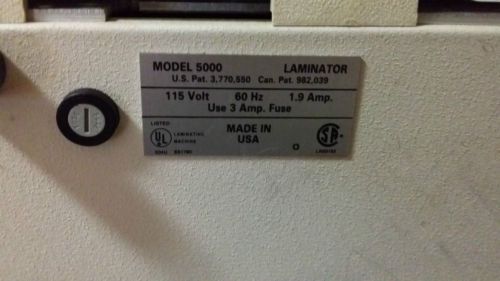 MODEL 5000 LAMINATOR
U.S. Pat. 3,770,550 Can. Pat. 982,039
115 Volt 60 Hz 1.9 Amp.
Use 3 Amp. Fuse
LISTED
UL LAMINATING
MACHINE
MADE IN
USA
O